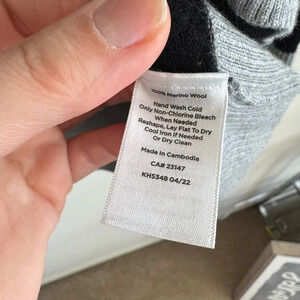 100% Merino Wool
Hand Wash Cold
Only Non-Chlorine Bleach
When Needed
Reshape, Lay Flat To Dry
Cool Iron If Needed
Or Dry Clean
Made In Cambodia
CA# 23147
KH5348 04/22